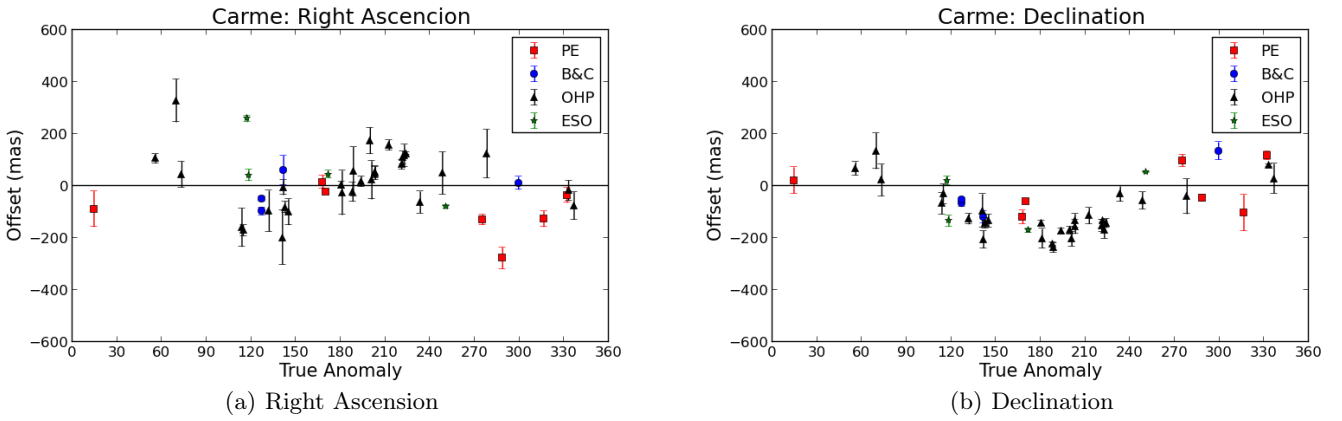 Carme: Right Ascencion
Offset (mas)
600
400
200
0
−200
−400
−600
PE
B&C
OHP
ESO
0 30 60 90 120 150 180 210 240 270 300 330 360
True Anomaly
(a) Right Ascension
Carme: Declination
Offset (mas)
600
400
200
0
−200
−400
−600
PE
B&C
OHP
ESO
0 30 60 90 120 150 180 210 240 270 300 330 360
True Anomaly
(b) Declination